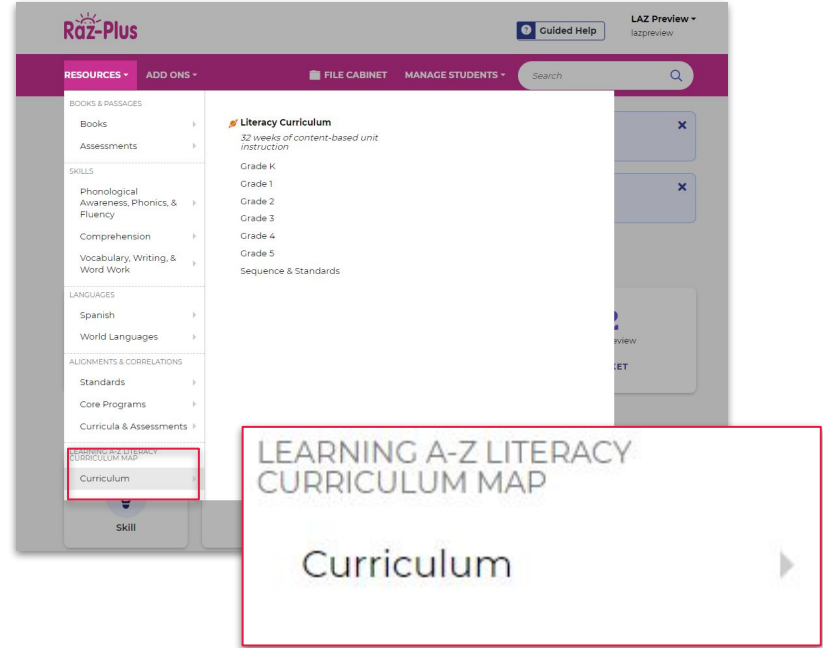 Raz-Plus
Guided Help
LAZ Preview
lazpreview
RESOURCES
ADD ONS
FILE CABINET
MANAGE STUDENTS
Search
BOOKS & PASSAGES
Books
Assessments
SKILLS
Phonological
Awareness, Phonics, &
Fluency
Comprehension
Vocabulary, Writing, &
Word Work
LANGUAGES
Spanish
World Languages
ALIGNMENTS & CORRELATIONS
Standards
Core Programs
Curricula & Assessments
LEARNING A-Z LITERACY
CURRICULUM MAP
Curriculum
Literacy Curriculum
32 weeks of content-based unit
instruction
Grade K
Grade 1
Grade 2
Grade 3
Grade 4
Grade 5
Sequence & Standards
Skill
LEARNING A-Z LITERACY
CURRICULUM MAP
Curriculum